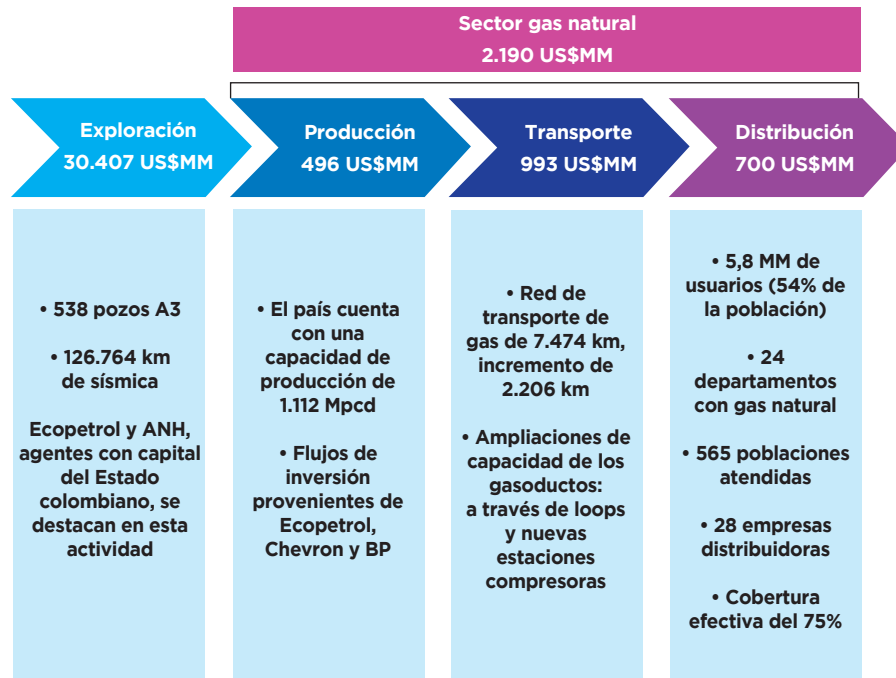 Sector gas natural
2.190 US$MM
Exploración
30.407 US$MM
Producción
496 US$MM
Transporte
993 US$MM
Distribución
700 US$MM
• 538 pozos A3
• 126.764 km
de sísmica
Ecopetrol y ANH,
agentes con capital
del Estado
colombiano, se
destacan en esta
actividad
• El país cuenta
con una
capacidad de
producción de
1.112 Mpcd
• Flujos de
inversión
provenientes de
Ecopetrol,
Chevron y BP
• Red de
transporte de
gas de 7.474 km,
incremento de
2.206 km
• Ampliaciones de
capacidad de los
gasoductos:
a través de loops
y nuevas
estaciones
compresoras
• 5,8 MM de
usuarios (54% de
la población)
• 24
departamentos
con gas natural
• 565 poblaciones
atendidas
• 28 empresas
distribuidoras
• Cobertura
efectiva del 75%